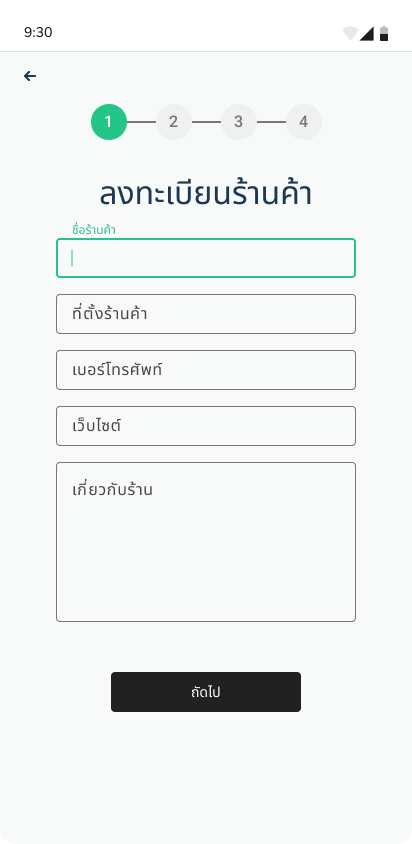 9:30
1 2 3 4
ลงทะเบียนร้านค้า
ชื่อร้านค้า
ที่ตั้งร้านค้า
เบอร์โทรศัพท์
เว็บไซต์
เกี่ยวกับร้าน
ถัดไป